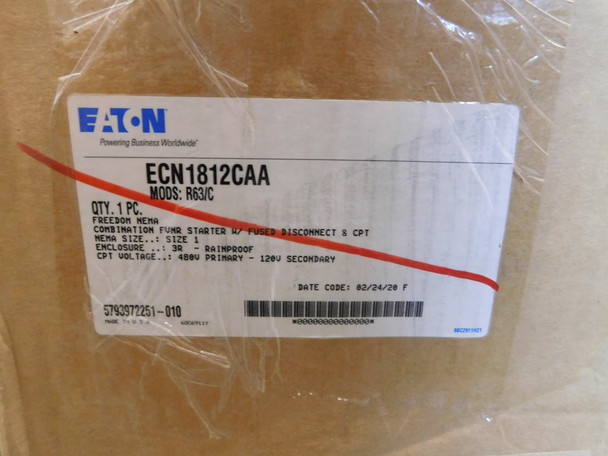 EATON
Powering Business Worldwide
ECN1812CAA
MODS: R63/C
QTY. 1 PC.
FREEDOM NEMA
COMBINATION FVNR STARTER W/ FUSED DISCONNECT & CPT
NEMA SIZE..: SIZE 1
ENCLOSURE ..: 3R - RAINPROOF
CPT VOLTAGE..: 480V PRIMARY - 120V SECONDARY
DATE CODE: 02/24/20 F
5793972251-010
MADE IN U.S.A